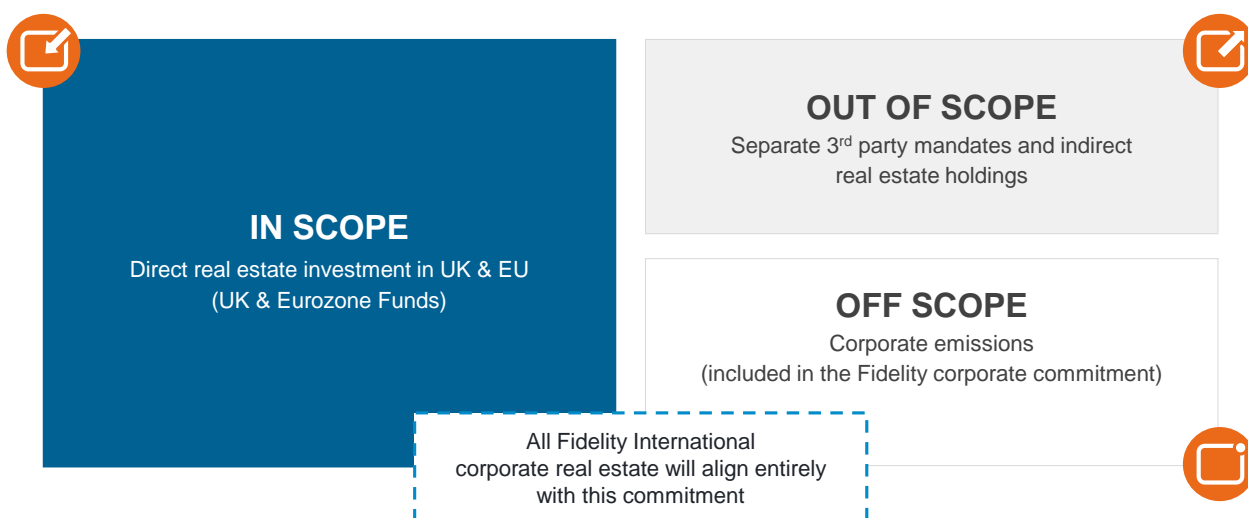 IN SCOPE
Direct real estate investment in UK & EU
(UK & Eurozone Funds)
OUT OF SCOPE
Separate 3rd party mandates and indirect
real estate holdings
OFF SCOPE
Corporate emissions
(included in the Fidelity corporate commitment)
All Fidelity International
corporate real estate will align entirely
with this commitment